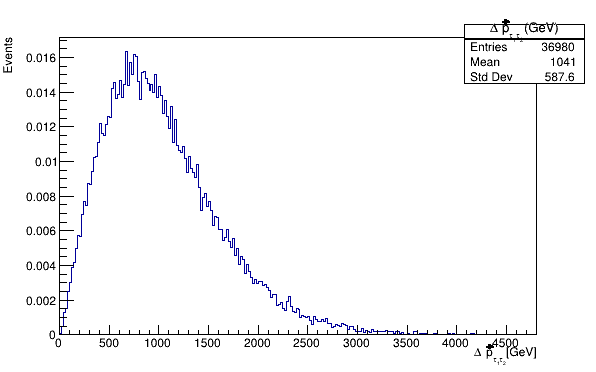 Δ p⃗ τ₁τ₂ (GeV)
Entries 36980
Mean 1041
Std Dev 587.6
Events
0.016
0.014
0.012
0.01
0.008
0.006
0.004
0.002
0
0 500 1000 1500 2000 2500 3000 3500 4000 4500
Δ p⃗ τ₁τ₂ [GeV]